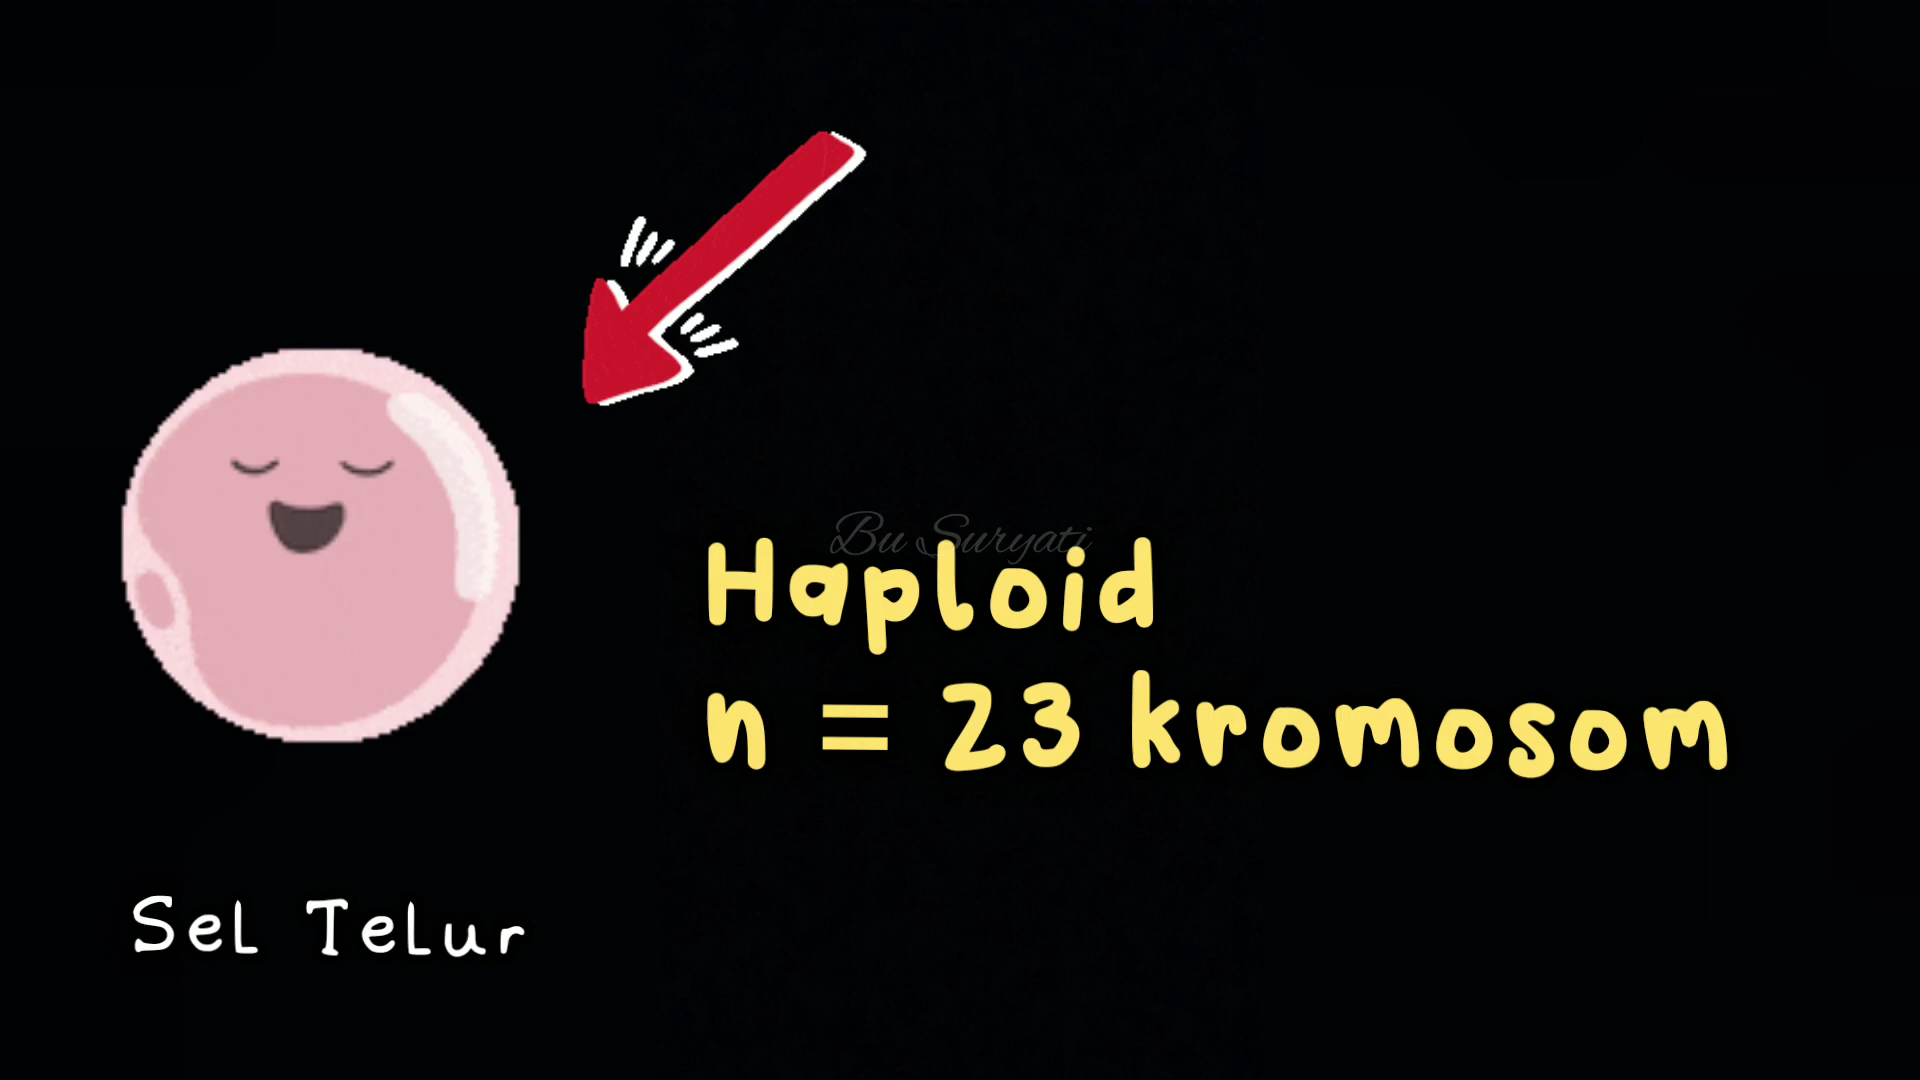 Bu Suryati
Haploid
n = 23 kromosom
Sel Telur